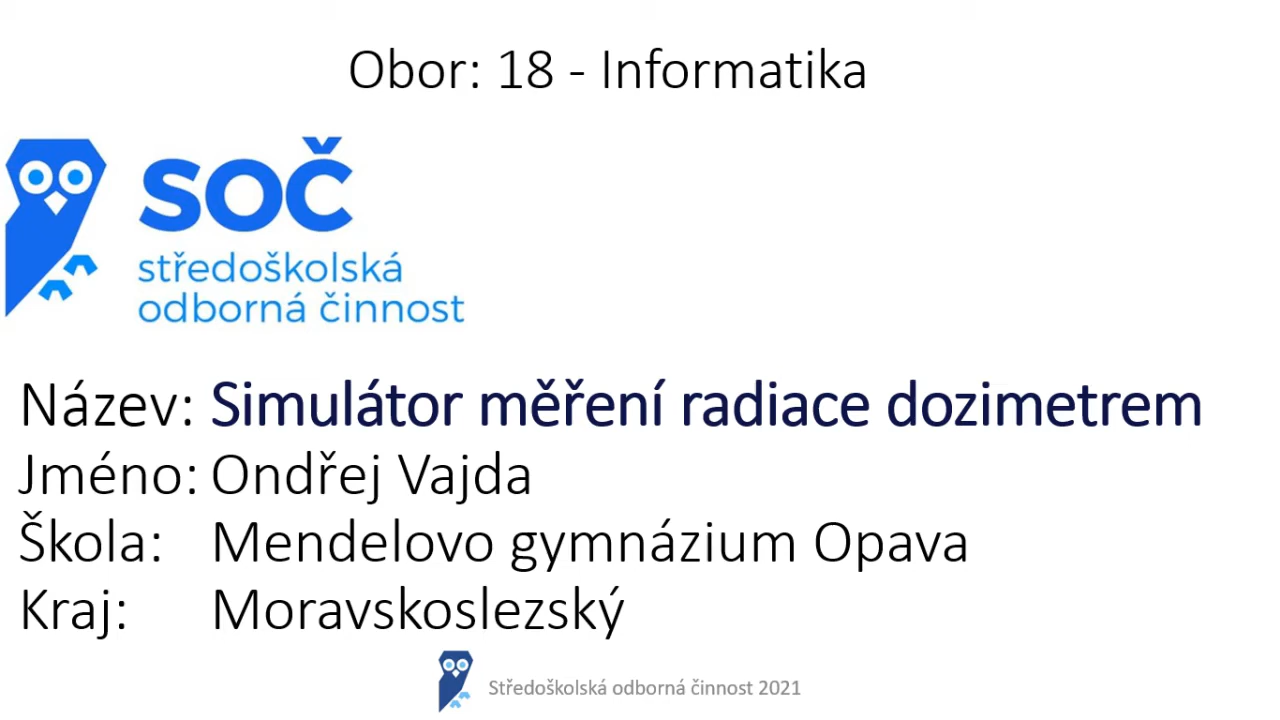 Obor: 18 - Informatika
SOČ
středoškolská
odborná činnost
Název: Simulátor měření radiace dozimetrem
Jméno: Ondřej Vajda
Škola: Mendelovo gymnázium Opava
Kraj: Moravskoslezský
Středoškolská odborná činnost 2021